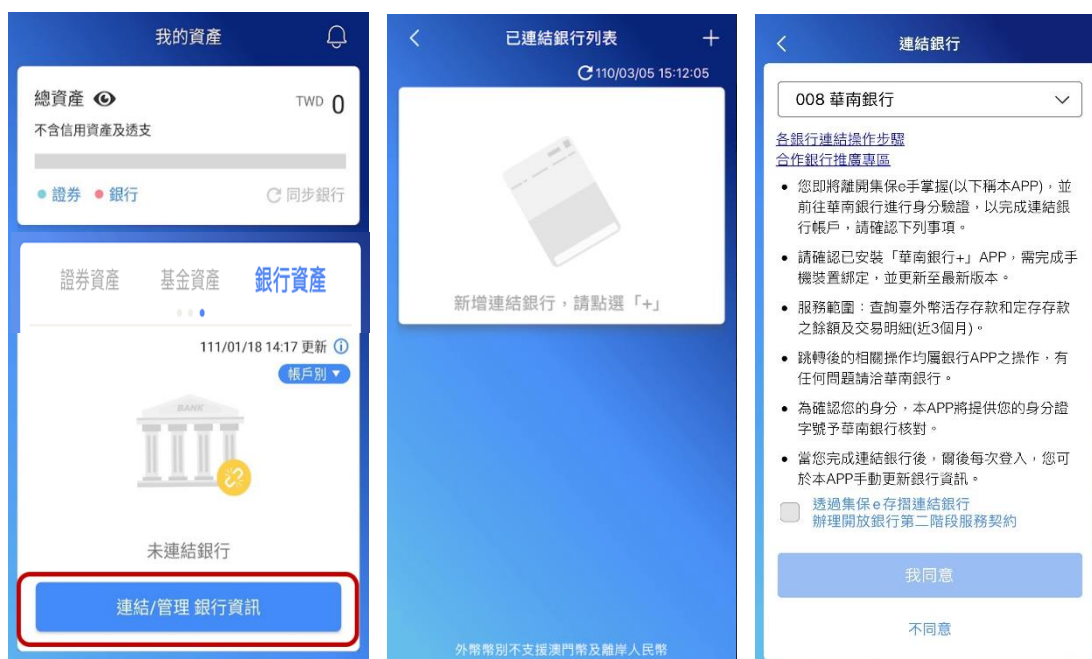 我的資產
總資產
TWD 0
不含信用資產及透支
證券 銀行 同步銀行
證券資產 基金資產 銀行資產
111/01/18 14:17 更新
帳戶別
BANK
未連結銀行
連結/管理 銀行資訊
已連結銀行列表 +
110/03/05 15:12:05
新增連結銀行,請點選「+」
外幣幣別不支援澳門幣及離岸人民幣
連結銀行
008 華南銀行
各銀行連結操作步驟
合作銀行推廣專區
• 您即將離開集保e手掌握(以下稱本APP),並
前往華南銀行進行身分驗證,以完成連結銀
行帳戶,請確認下列事項。
• 請確認已安裝「華南銀行+」APP,需完成手
機裝置綁定,並更新至最新版本。
• 服務範圍:查詢臺外幣活存存款和定存存款
之餘額及交易明細(近3個月)。
• 跳轉後的相關操作均屬銀行APP之操作,有
任何問題請洽華南銀行。
• 為確認您的身分,本APP將提供您的身分證
字號予華南銀行核對。
• 當您完成連結銀行後,爾後每次登入,您可
於本APP手動更新銀行資訊。
透過集保e存摺連結銀行
辦理開放銀行第二階段服務契約
我同意
不同意